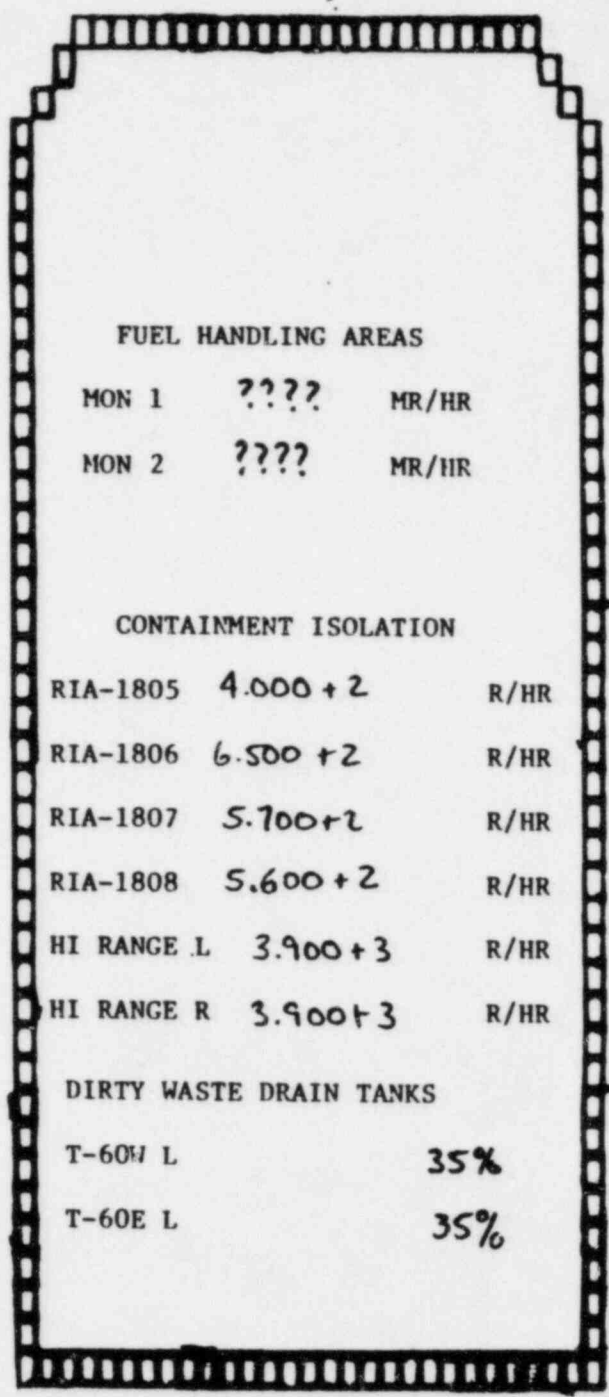 FUEL HANDLING AREAS
MON 1 ???? MR/HR
MON 2 ???? MR/HR
CONTAINMENT ISOLATION
RIA-1805 4.000+2 R/HR
RIA-1806 6.500+2 R/HR
RIA-1807 5.700+2 R/HR
RIA-1808 5.600+2 R/HR
HI RANGE L 3.900+3 R/HR
HI RANGE R 3.900+3 R/HR
DIRTY WASTE DRAIN TANKS
T-60W L 35%
T-60E L 35%